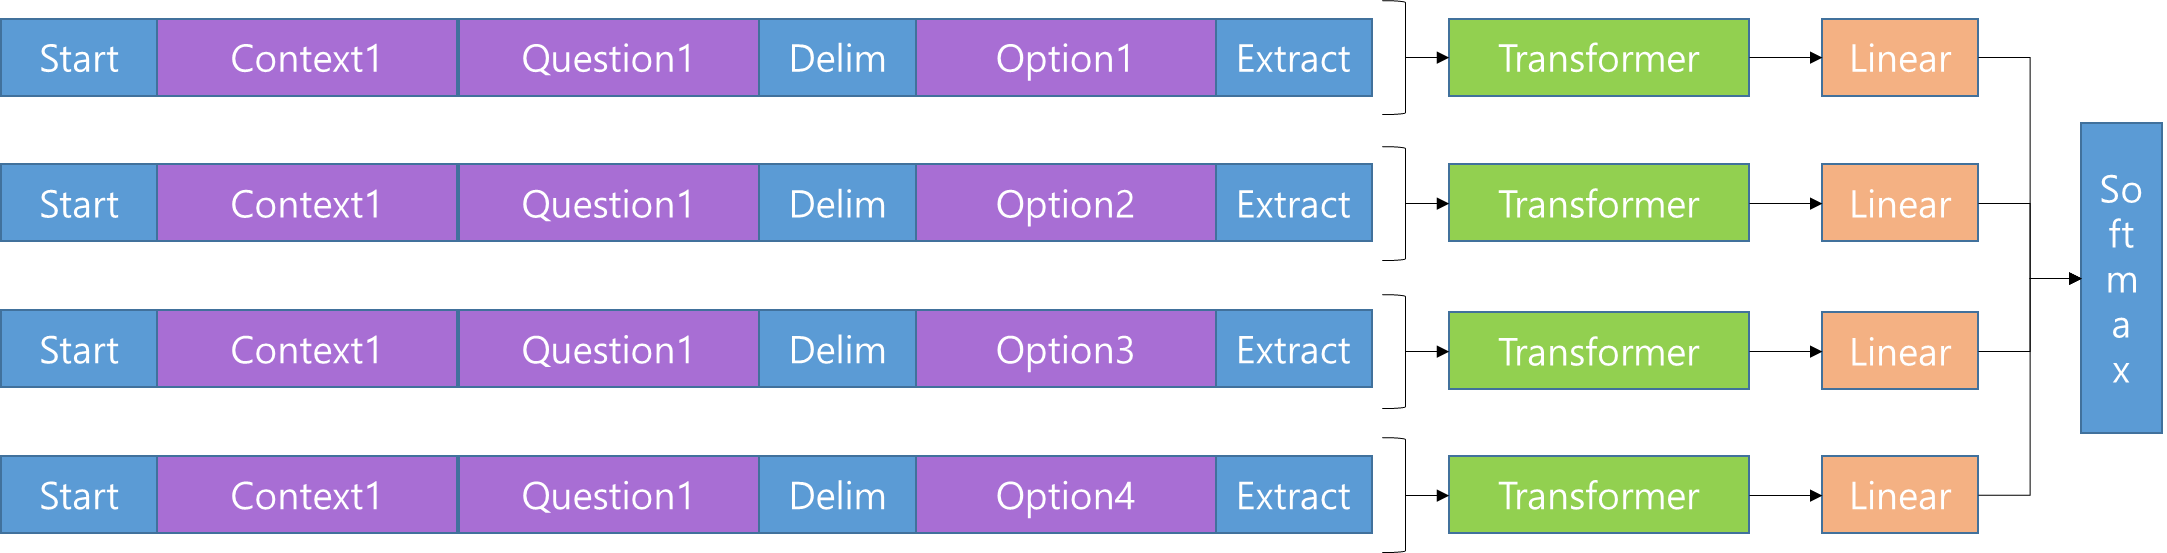 Start Context1 Question1 Delim Option1 Extract Transformer Linear
Start Context1 Question1 Delim Option2 Extract Transformer Linear
Start Context1 Question1 Delim Option3 Extract Transformer Linear
Start Context1 Question1 Delim Option4 Extract Transformer Linear
So
ft
m
a
x